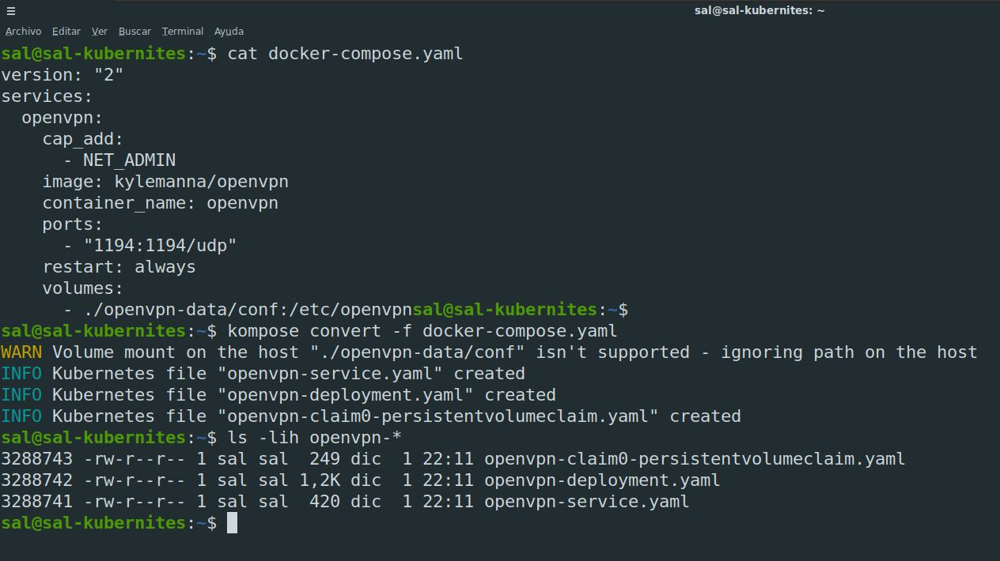 sal@sal-kubernites: ~
Archivo Editar Ver Buscar Terminal Ayuda
sal@sal-kubernites:~$ cat docker-compose.yaml
version: "2"
services:
  openvpn:
    cap_add:
      - NET_ADMIN
    image: kylemanna/openvpn
    container_name: openvpn
    ports:
      - "1194:1194/udp"
    restart: always
    volumes:
      - ./openvpn-data/conf:/etc/openvpnsal@sal-kubernites:~$
sal@sal-kubernites:~$ kompose convert -f docker-compose.yaml
WARN Volume mount on the host "./openvpn-data/conf" isn't supported - ignoring path on the host
INFO Kubernetes file "openvpn-service.yaml" created
INFO Kubernetes file "openvpn-deployment.yaml" created
INFO Kubernetes file "openvpn-claim0-persistentvolumeclaim.yaml" created
sal@sal-kubernites:~$ ls -lih openvpn-*
3288743 -rw-r--r-- 1 sal sal  249 dic  1 22:11 openvpn-claim0-persistentvolumeclaim.yaml
3288742 -rw-r--r-- 1 sal sal 1,2K dic  1 22:11 openvpn-deployment.yaml
3288741 -rw-r--r-- 1 sal sal  420 dic  1 22:11 openvpn-service.yaml
sal@sal-kubernites:~$